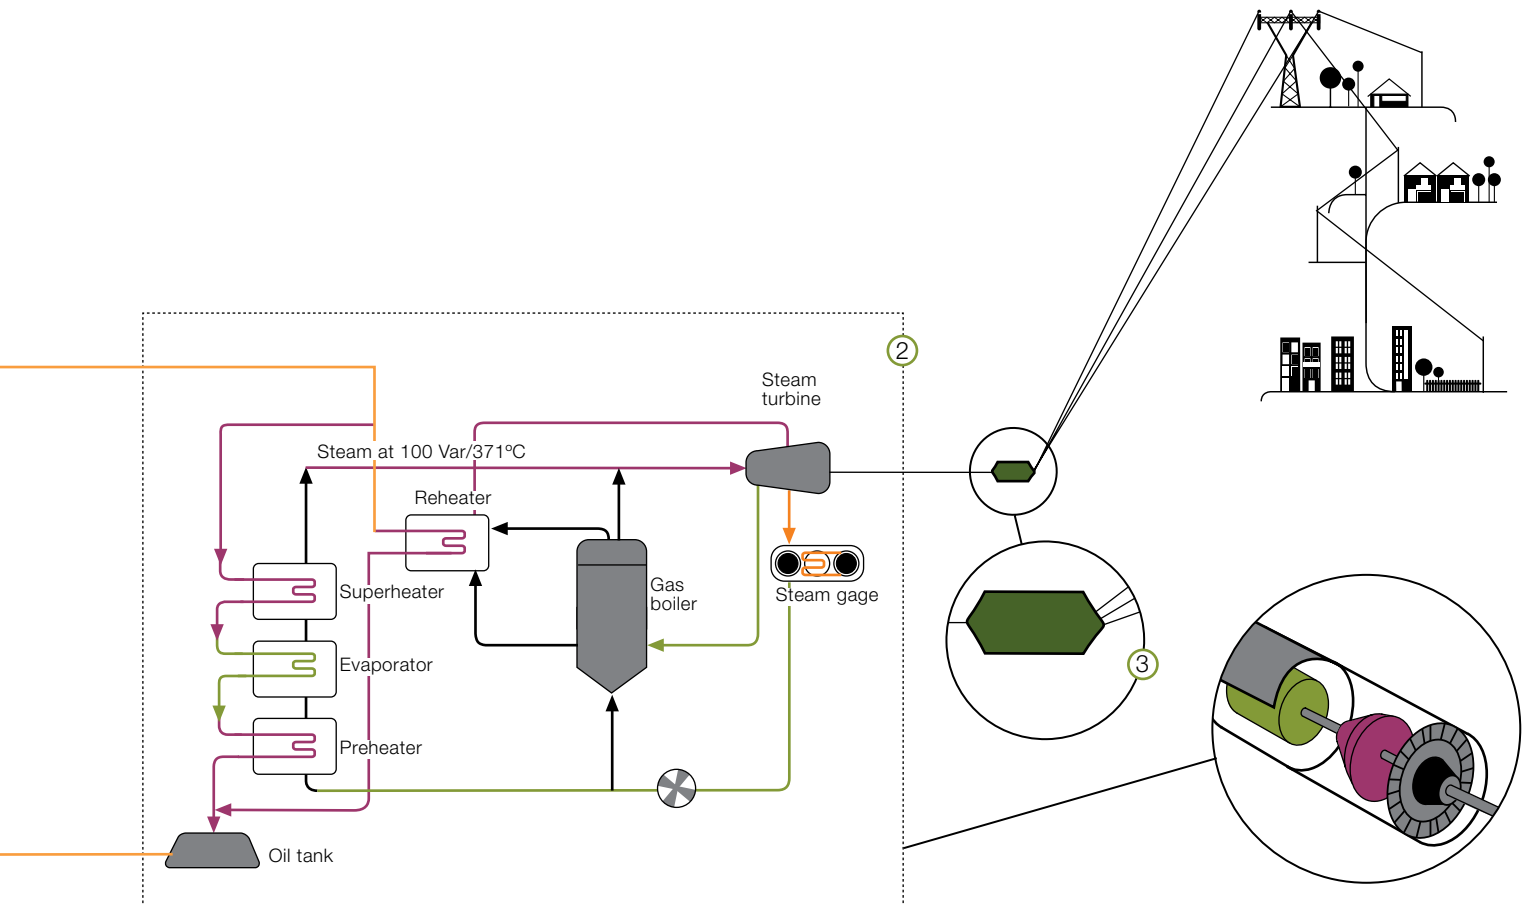 2
Steam
turbine
Steam at 100 Var/371ºC
Reheater
Gas
boiler
Superheater
Steam gage
Evaporator
3
Preheater
Oil tank